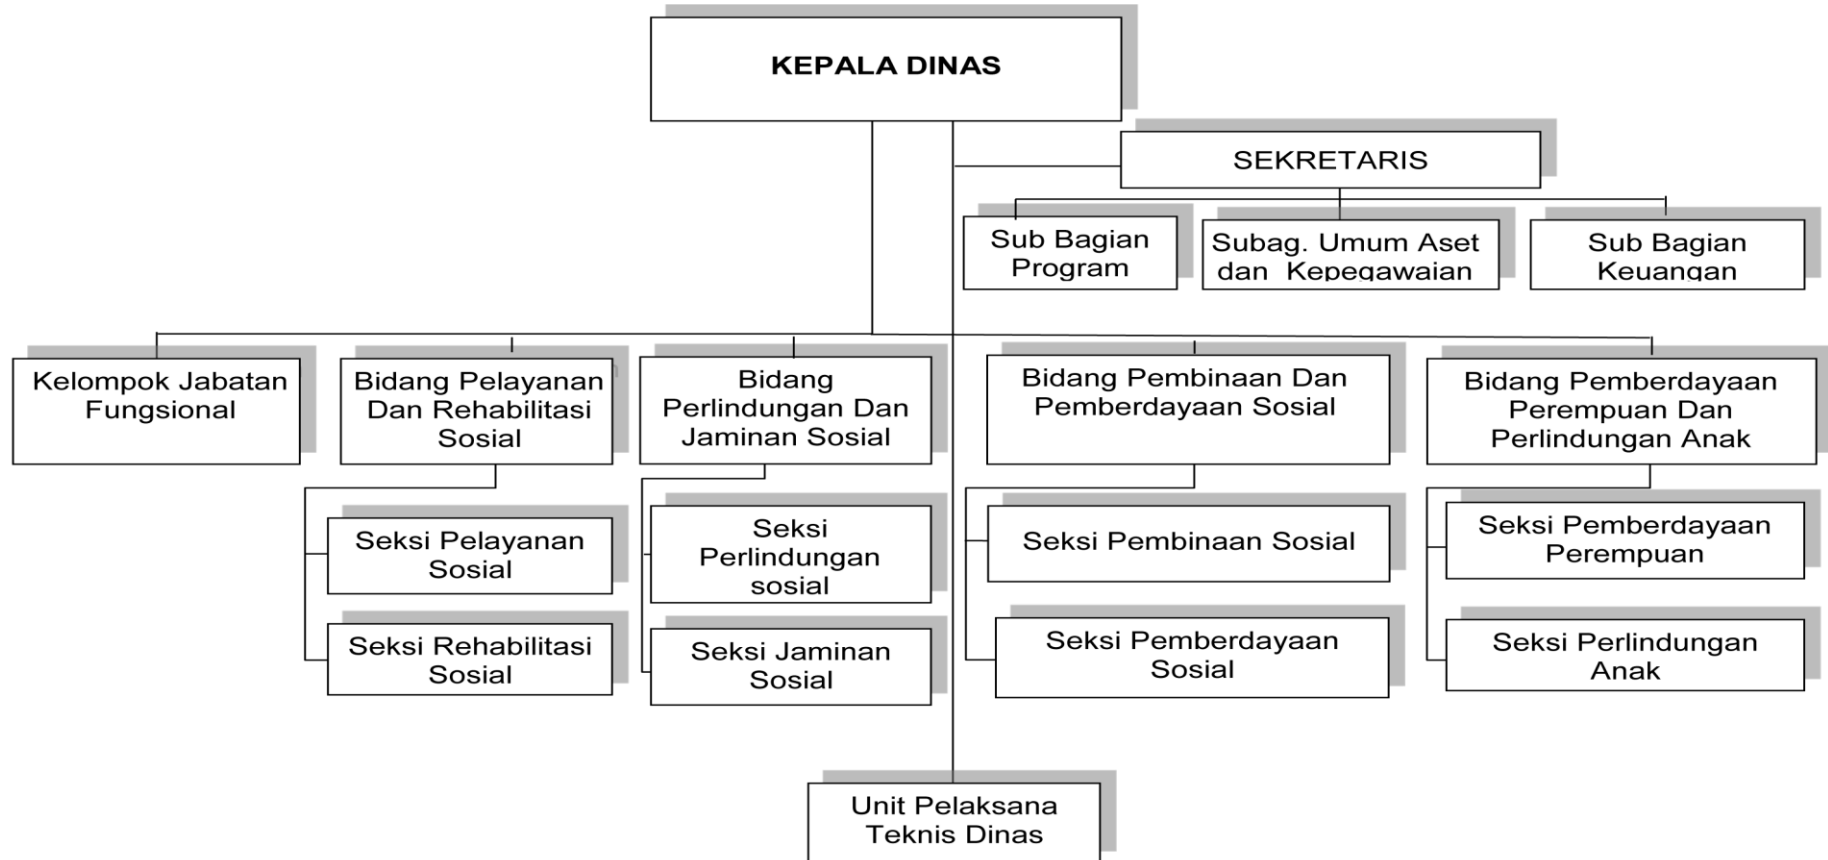 KEPALA DINAS
SEKRETARIS
Sub Bagian
Program
Subag. Umum Aset
dan Kepegawaian
Sub Bagian
Keuangan
Kelompok Jabatan
Fungsional
Bidang Pelayanan
Dan Rehabilitasi
Sosial
Bidang
Perlindungan Dan
Jaminan Sosial
Bidang Pembinaan Dan
Pemberdayaan Sosial
Bidang Pemberdayaan
Perempuan Dan
Perlindungan Anak
Seksi Pelayanan
Sosial
Seksi Rehabilitasi
Sosial
Seksi
Perlindungan
sosial
Seksi Jaminan
Sosial
Seksi Pembinaan Sosial
Seksi Pemberdayaan
Sosial
Seksi Pemberdayaan
Perempuan
Seksi Perlindungan
Anak
Unit Pelaksana
Teknis Dinas